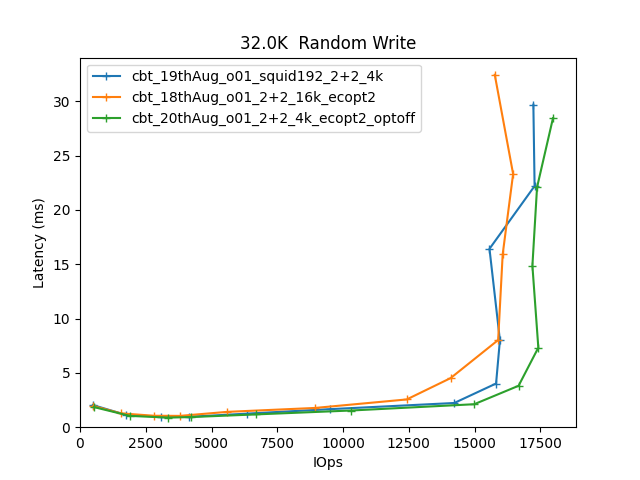 32.0K  Random Write
cbt_19thAug_o01_squid192_2+2_4k
cbt_18thAug_o01_2+2_16k_ecopt2
cbt_20thAug_o01_2+2_4k_ecopt2_optoff
Latency (ms)
30
25
20
15
10
5
0
0 2500 5000 7500 10000 12500 15000 17500
IOps